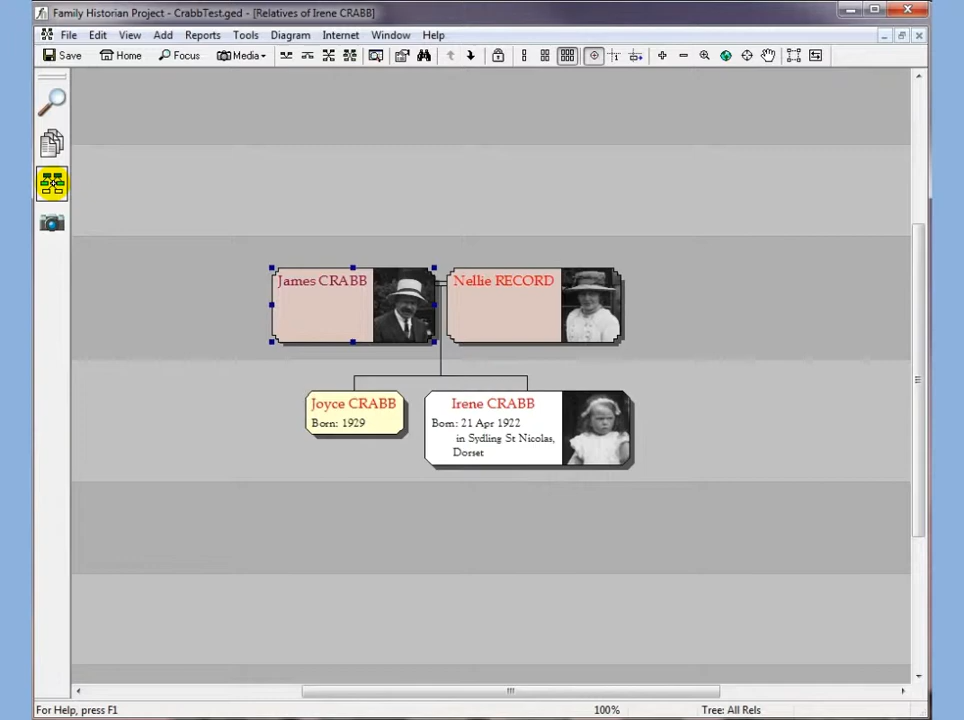 Family Historian Project - CrabbTest.ged - [Relatives of Irene CRABB]
File Edit View Add Reports Tools Diagram Internet Window Help
Save Home Focus Media
James CRABB
Nellie RECORD
Joyce CRABB
Born: 1929
Irene CRABB
Born: 21 Apr 1922
in Sydling St Nicolas,
Dorset
For Help, press F1 100% Tree: All Rels